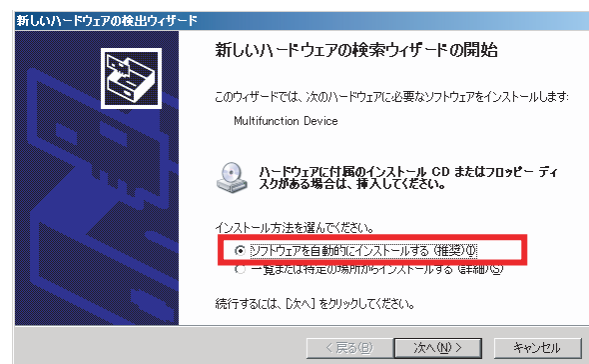 新しいハードウェアの検出ウィザード
新しいハードウェアの検索ウィザードの開始
このウィザードでは、次のハードウェアに必要なソフトウェアをインストールします:
Multifunction Device
ハードウェアに付属のインストール CD またはフロッピー ディ
スクがある場合は、挿入してください。
インストール方法を選んでください。
ソフトウェアを自動的にインストールする (推奨)(I)
一覧または特定の場所からインストールする (詳細)(S)
続行するには、[次へ] をクリックしてください。
< 戻る(B)
次へ(N) >
キャンセル